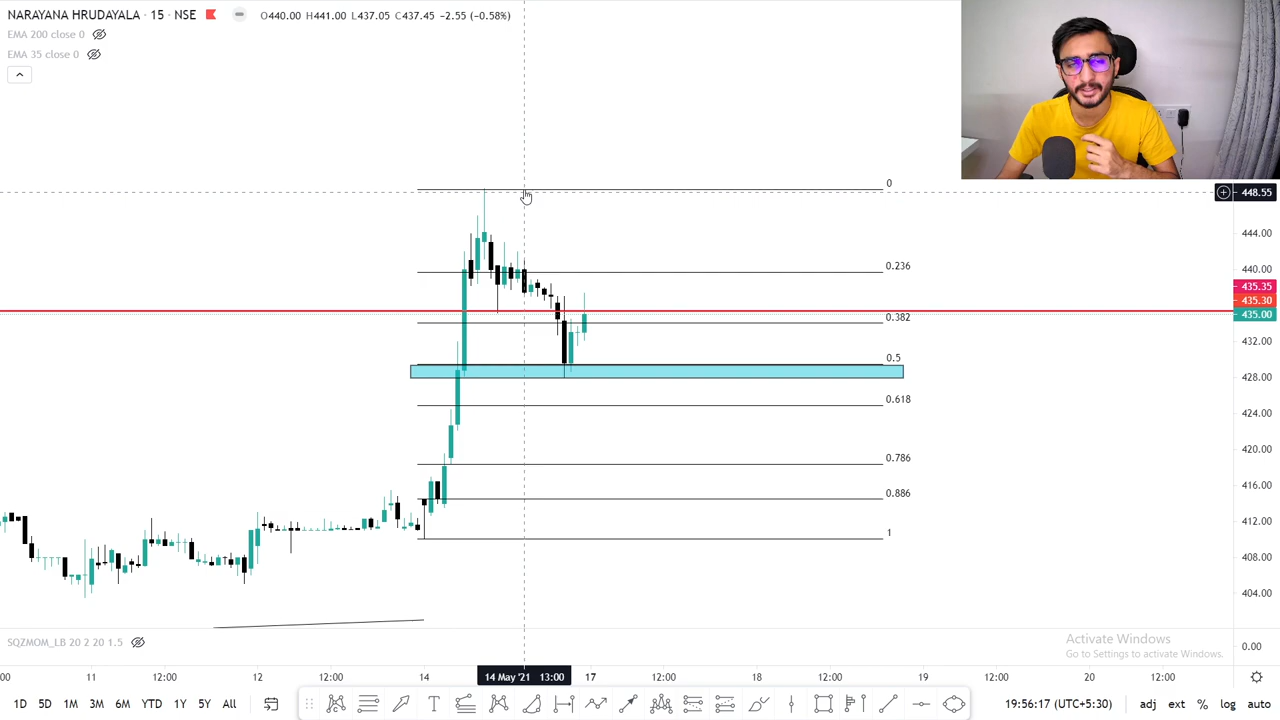 NARAYANA HRUDAYALA · 15 · NSE O440.00 H441.00 L437.05 C437.45 -2.55 (-0.58%)
EMA 200 close 0
EMA 35 close 0
0
448.55
444.00
0.236
440.00
435.35
435.30
435.00
0.382
432.00
0.5
428.00
0.618
424.00
420.00
0.786
416.00
0.886
412.00
1
408.00
404.00
SQZMOM_LB 20 2 20 1.5
0.00
Activate Windows
Go to Settings to activate Windows.
:00 11 12:00 12 12:00 14 14 May '21 13:00 17 12:00 18 12:00 19 12:00 20 12:00
1D 5D 1M 3M 6M YTD 1Y 5Y All T 19:56:17 (UTC+5:30) adj ext % log auto